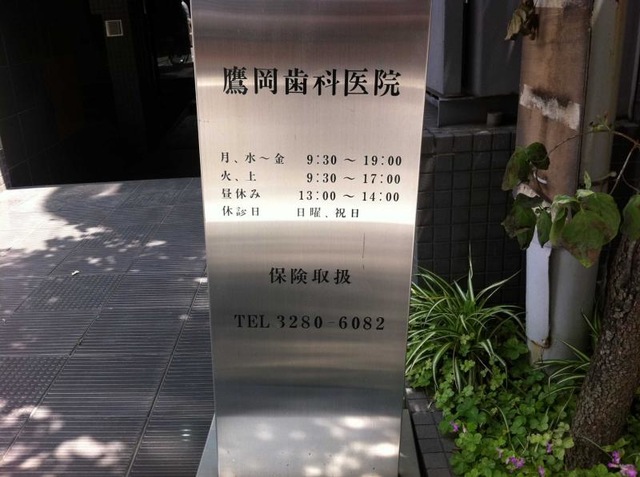 鷹岡歯科医院
月、水〜金 9:30 〜 19:00
火、土 9:30 〜 17:00
昼休み 13:00 〜 14:00
休診日 日曜、祝日
保険取扱
TEL 3280-6082